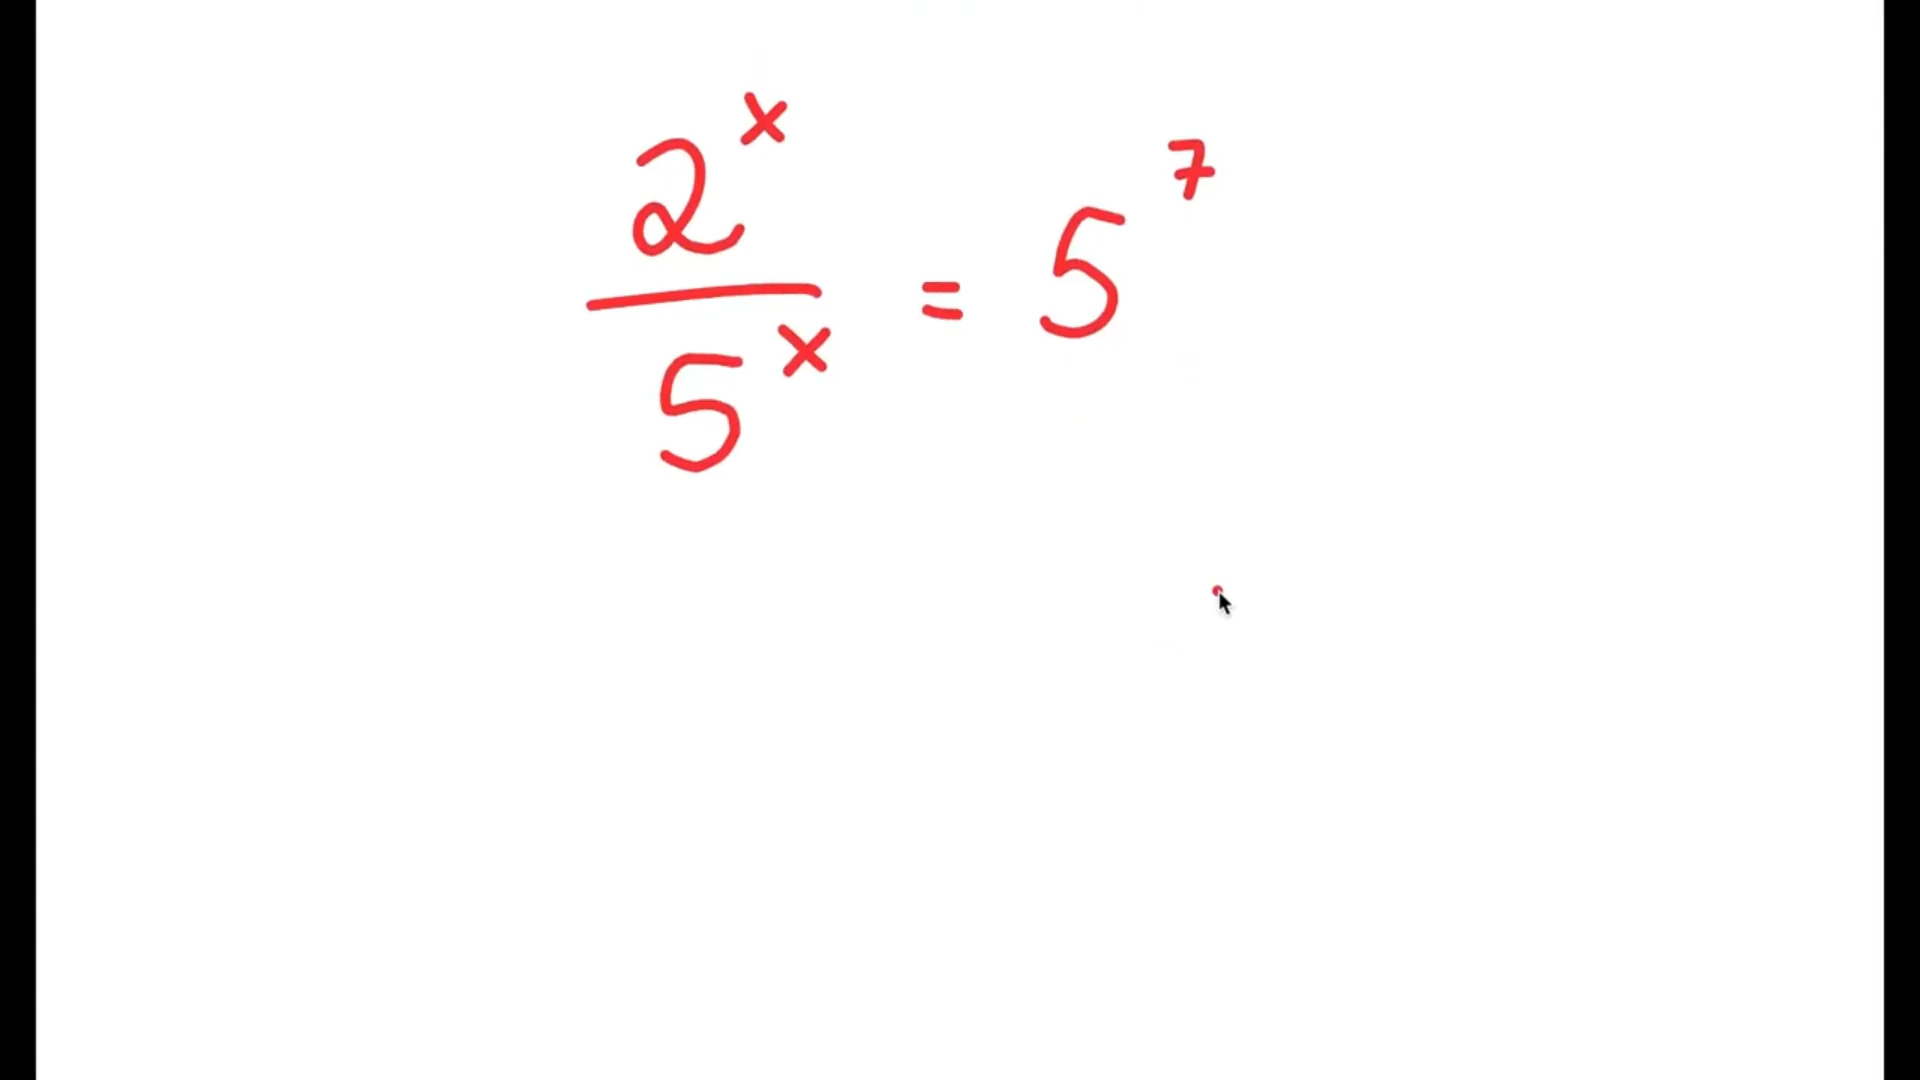 2^x / 5^x = 5^7